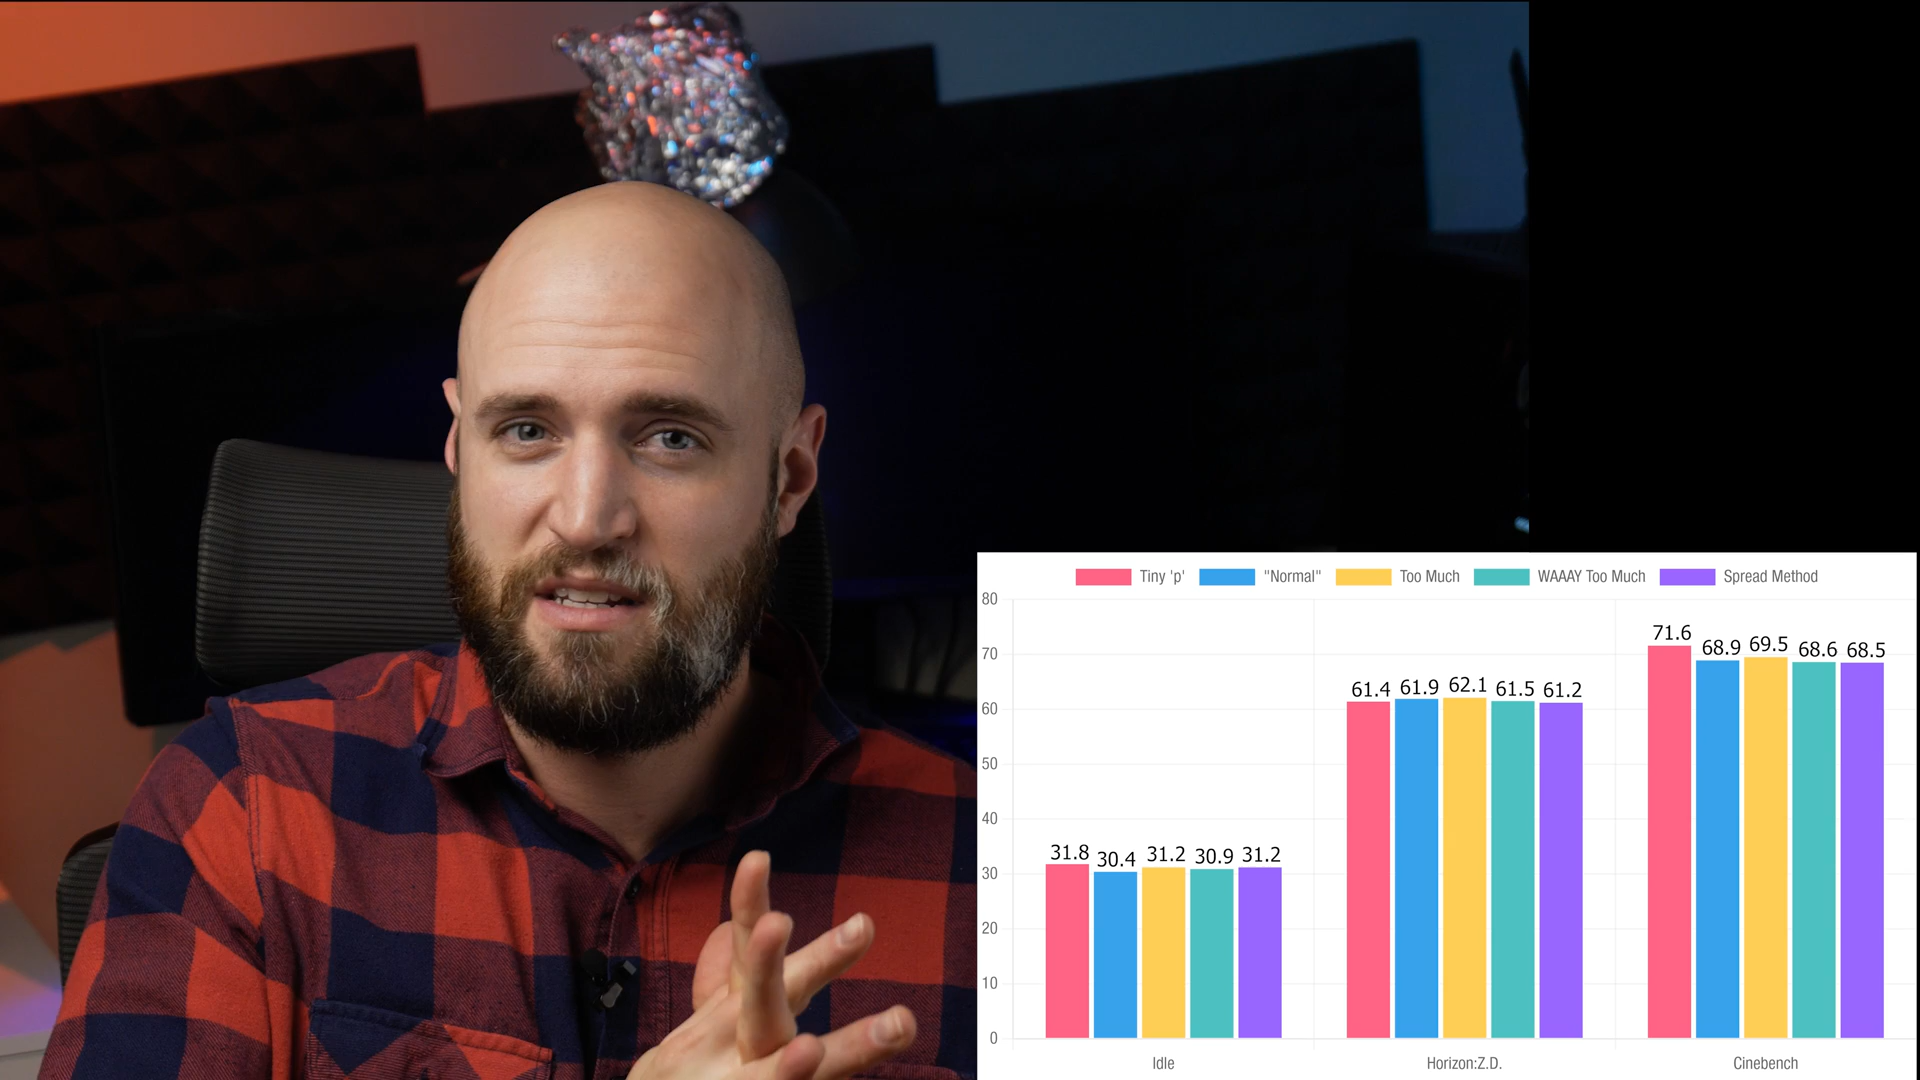 Tiny 'p' "Normal" Too Much WAAAY Too Much Spread Method
80
70
60
50
40
30
20
10
0
31.8 30.4 31.2 30.9 31.2
61.4 61.9 62.1 61.5 61.2
71.6 68.9 69.5 68.6 68.5
Idle Horizon:Z.D. Cinebench